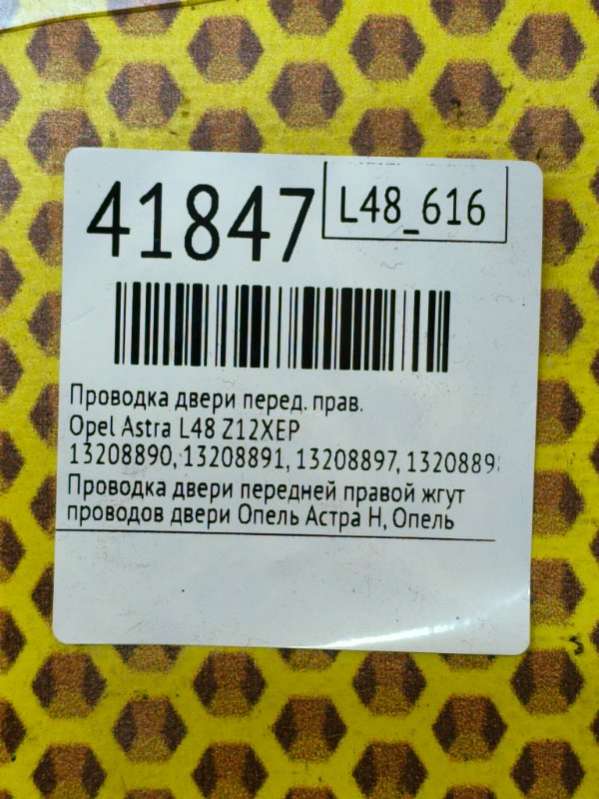 41847
L48_616
Проводка двери перед. прав.
Opel Astra L48 Z12XEP
13208890, 13208891, 13208897, 1320889
Проводка двери передней правой жгут
проводов двери Опель Астра Н, Опель